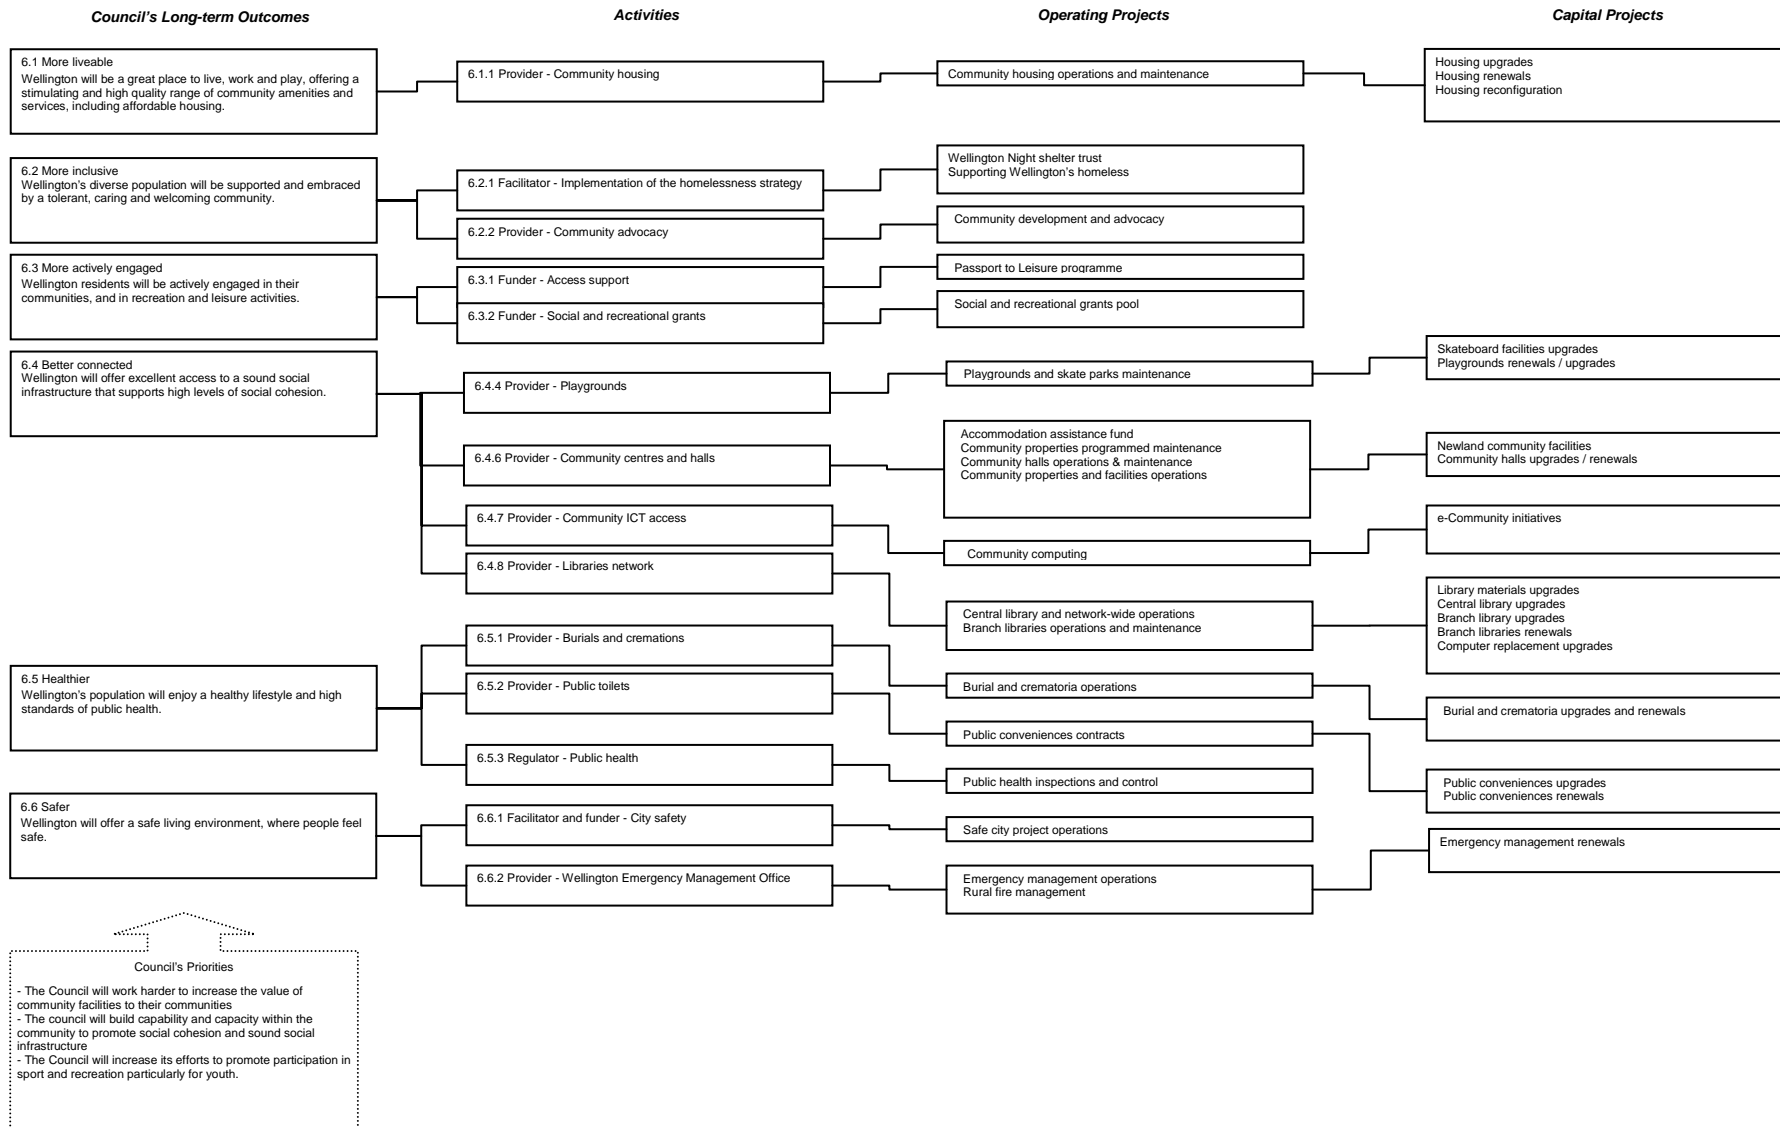 Council's Long-term Outcomes
Activities
Operating Projects
Capital Projects
6.1 More liveable
Wellington will be a great place to live, work and play, offering a
stimulating and high quality range of community amenities and
services, including affordable housing.
6.1.1 Provider - Community housing
Community housing operations and maintenance
Housing upgrades
Housing renewals
Housing reconfiguration
6.2 More inclusive
Wellington's diverse population will be supported and embraced
by a tolerant, caring and welcoming community.
6.2.1 Facilitator - Implementation of the homelessness strategy
Wellington Night shelter trust
Supporting Wellington's homeless
6.2.2 Provider - Community advocacy
Community development and advocacy
6.3 More actively engaged
Wellington residents will be actively engaged in their
communities, and in recreation and leisure activities.
6.3.1 Funder - Access support
Passport to Leisure programme
6.3.2 Funder - Social and recreational grants
Social and recreational grants pool
6.4 Better connected
Wellington will offer excellent access to a sound social
infrastructure that supports high levels of social cohesion.
6.4.4 Provider - Playgrounds
Playgrounds and skate parks maintenance
Skateboard facilities upgrades
Playgrounds renewals / upgrades
6.4.6 Provider - Community centres and halls
Accommodation assistance fund
Community properties programmed maintenance
Community halls operations & maintenance
Community properties and facilities operations
Newland community facilities
Community halls upgrades / renewals
6.4.7 Provider - Community ICT access
Community computing
e-Community initiatives
6.4.8 Provider - Libraries network
Central library and network-wide operations
Branch libraries operations and maintenance
Library materials upgrades
Central library upgrades
Branch library upgrades
Branch libraries renewals
Computer replacement upgrades
6.5 Healthier
Wellington's population will enjoy a healthy lifestyle and high
standards of public health.
6.5.1 Provider - Burials and cremations
Burial and crematoria operations
Burial and crematoria upgrades and renewals
6.5.2 Provider - Public toilets
Public conveniences contracts
Public conveniences upgrades
Public conveniences renewals
6.5.3 Regulator - Public health
Public health inspections and control
6.6 Safer
Wellington will offer a safe living environment, where people feel
safe.
6.6.1 Facilitator and funder - City safety
Safe city project operations
6.6.2 Provider - Wellington Emergency Management Office
Emergency management operations
Rural fire management
Emergency management renewals
Council's Priorities
- The Council will work harder to increase the value of
community facilities to their communities
- The council will build capability and capacity within the
community to promote social cohesion and sound social
infrastructure
- The Council will increase its efforts to promote participation in
sport and recreation particularly for youth.